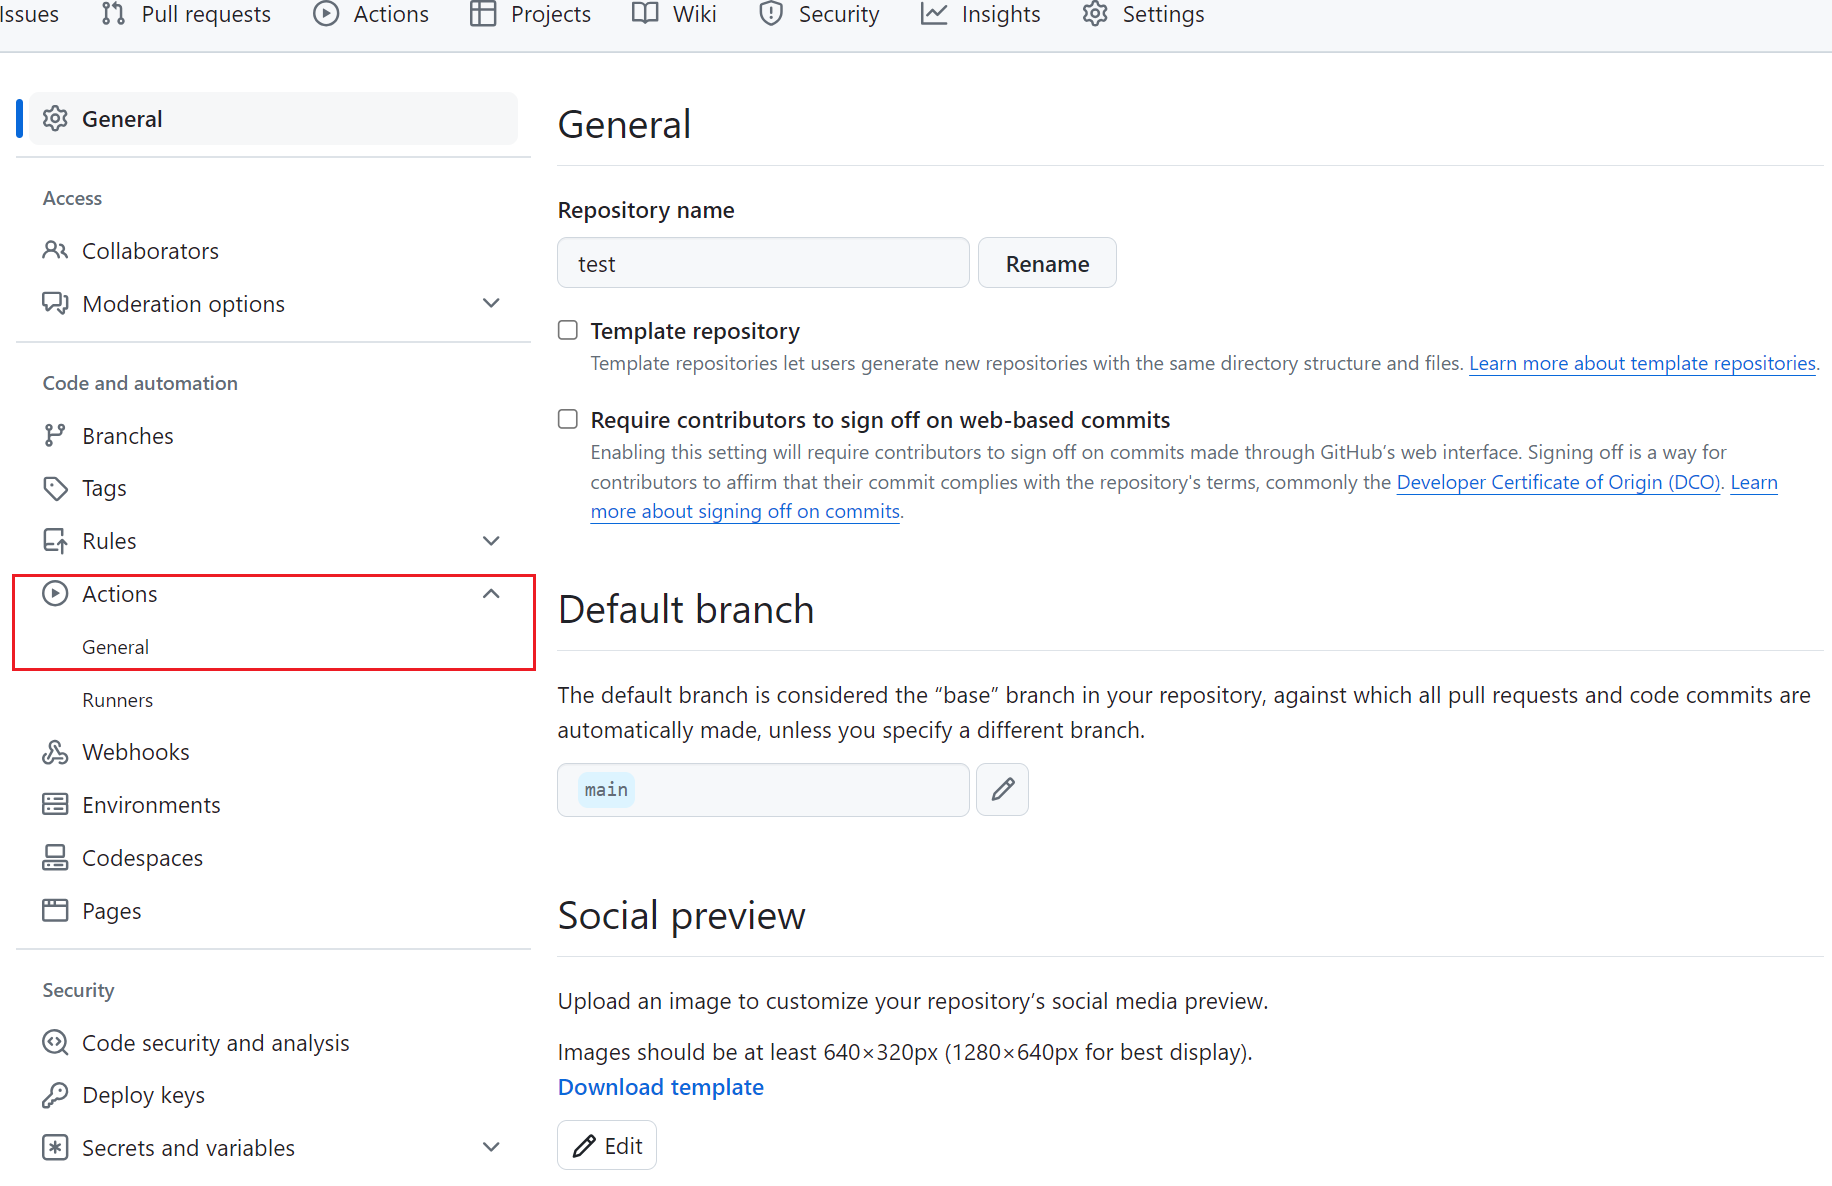 ssues Pull requests Actions Projects Wiki Security Insights Settings
General
Access
Collaborators
Moderation options
Code and automation
Branches
Tags
Rules
Actions
General
Runners
Webhooks
Environments
Codespaces
Pages
Security
Code security and analysis
Deploy keys
Secrets and variables
General
Repository name
test Rename
Template repository
Template repositories let users generate new repositories with the same directory structure and files. Learn more about template repositories.
Require contributors to sign off on web-based commits
Enabling this setting will require contributors to sign off on commits made through GitHub’s web interface. Signing off is a way for
contributors to affirm that their commit complies with the repository's terms, commonly the Developer Certificate of Origin (DCO). Learn
more about signing off on commits.
Default branch
The default branch is considered the “base” branch in your repository, against which all pull requests and code commits are
automatically made, unless you specify a different branch.
main
Social preview
Upload an image to customize your repository’s social media preview.
Images should be at least 640×320px (1280×640px for best display).
Download template
Edit